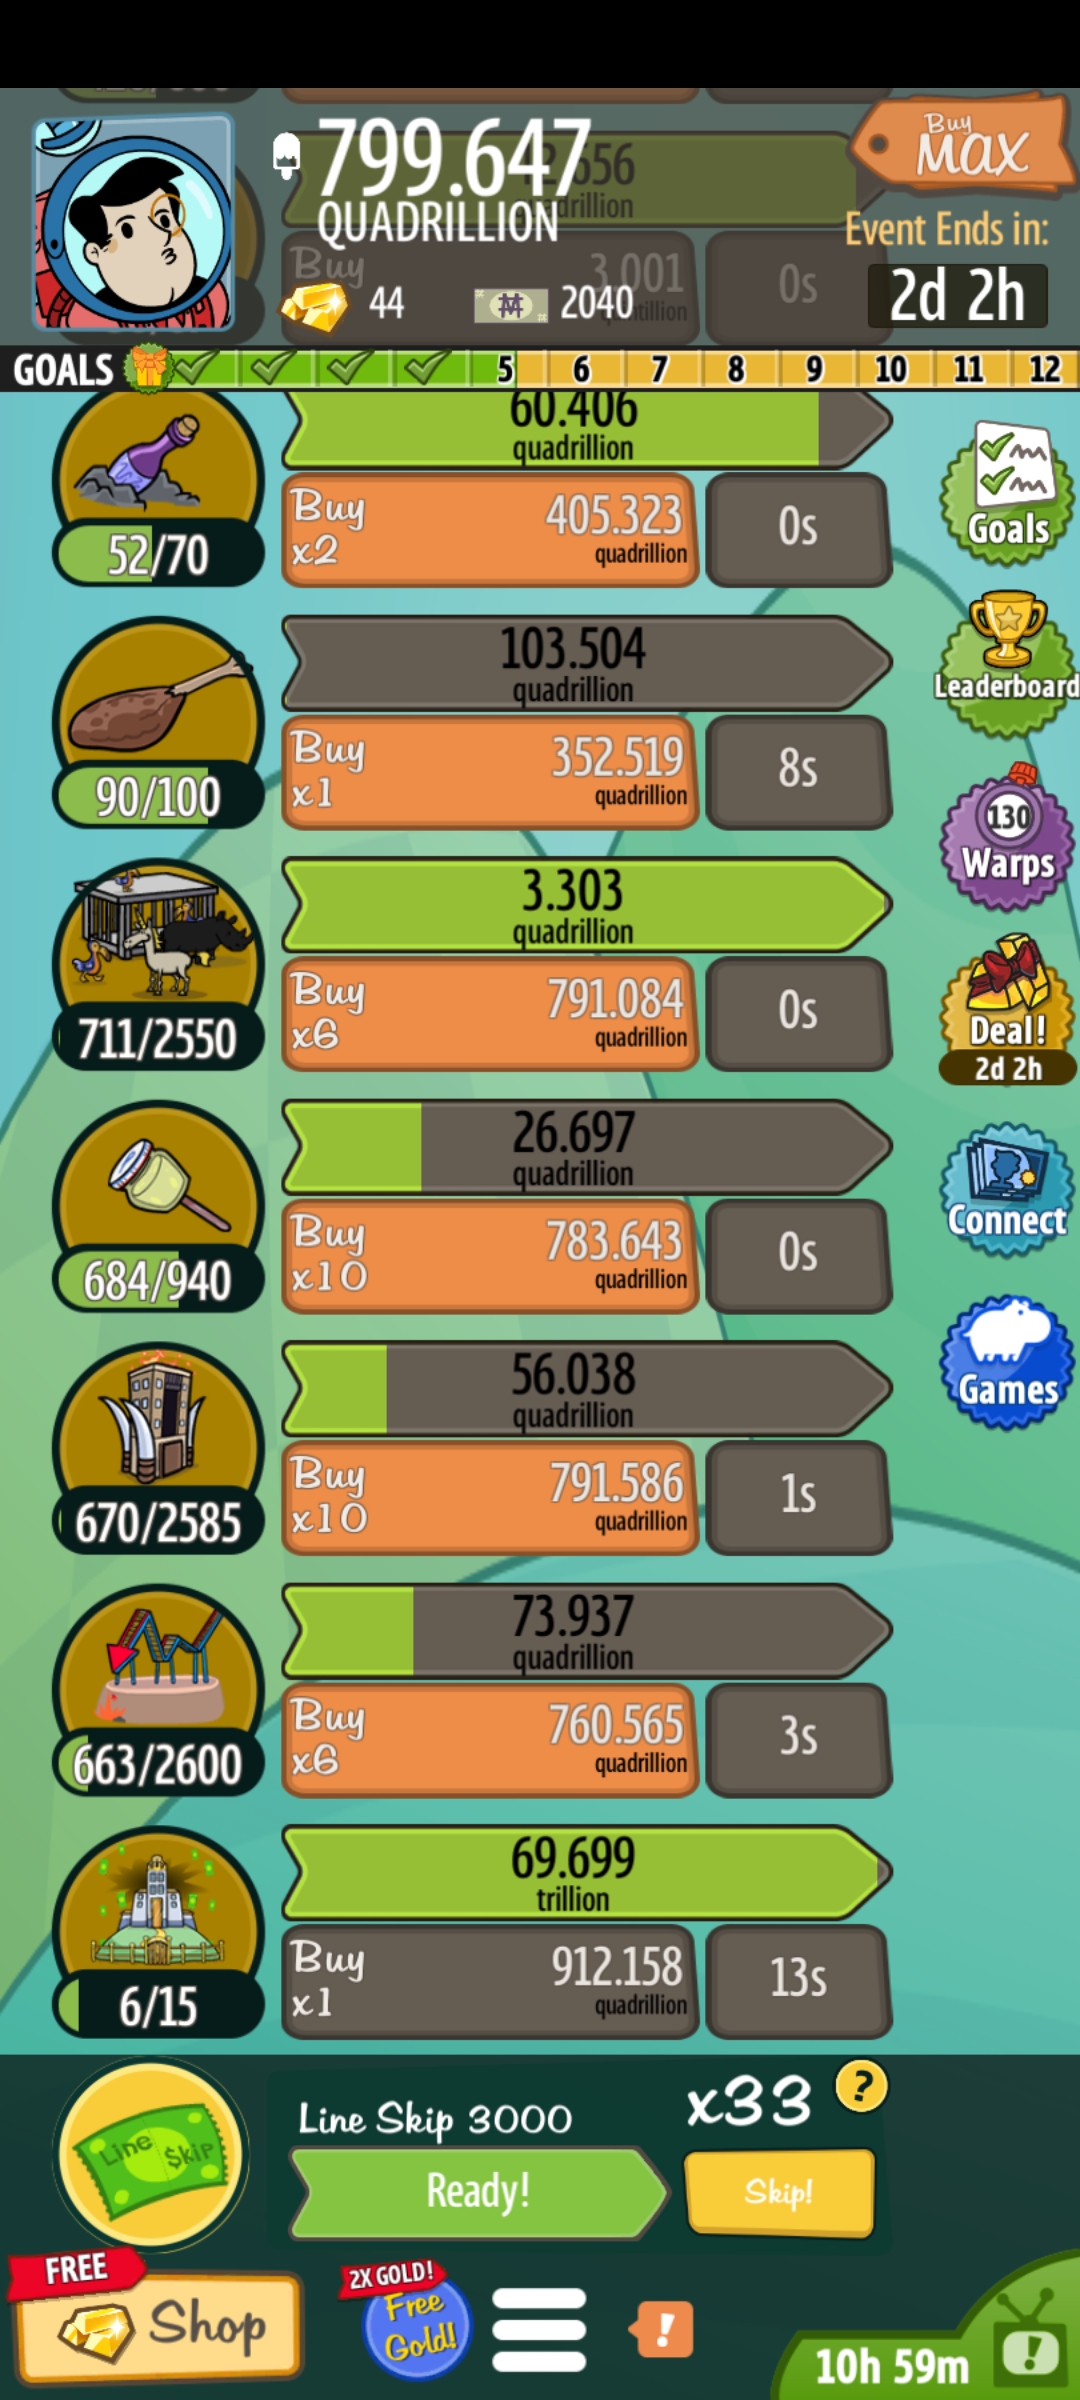 799.647
QUADRILLION
44
2040
Buy
MAX
Event Ends in:
2d 2h
Buy
3.001
0s
GOALS
5
6
7
8
9
10
11
12
60.406
quadrillion
52/70
Buy
x2
405.323
quadrillion
0s
103.504
quadrillion
90/100
Buy
x1
352.519
quadrillion
8s
3.303
quadrillion
711/2550
Buy
x6
791.084
quadrillion
0s
26.697
quadrillion
684/940
Buy
x10
783.643
quadrillion
0s
56.038
quadrillion
670/2585
Buy
x10
791.586
quadrillion
1s
73.937
quadrillion
663/2600
Buy
x6
760.565
quadrillion
3s
69.699
trillion
6/15
Buy
x1
912.158
quadrillion
13s
Goals
Leaderboard
130
Warps
Deal!
2d 2h
Connect
Games
Line $kip
Line Skip 3000
x33
?
Ready!
Skip!
FREE
Shop
2X GOLD!
Free
Gold!
!
10h 59m
!